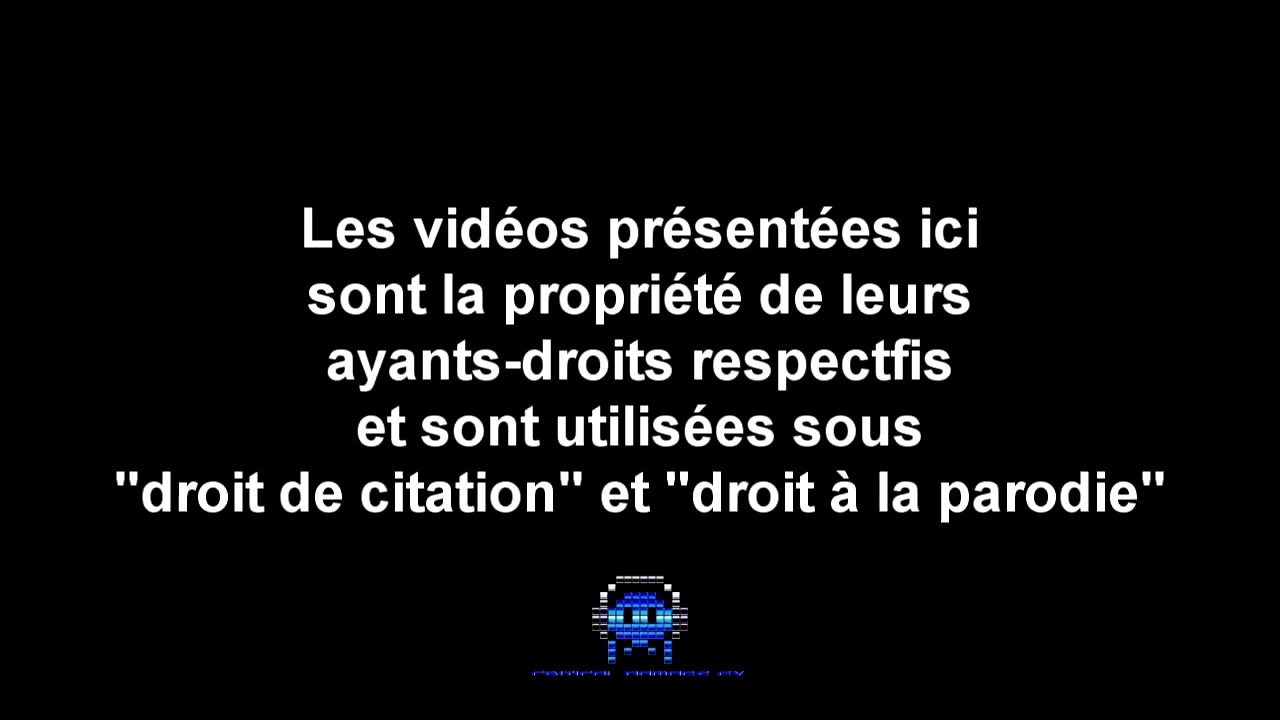 Les vidéos présentées ici
sont la propriété de leurs
ayants-droits respectfis
et sont utilisées sous
"droit de citation" et "droit à la parodie"